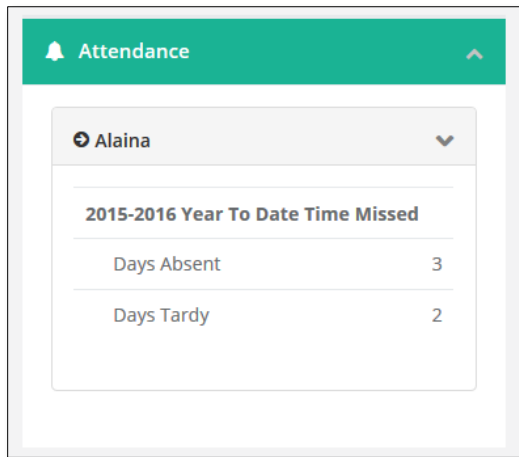 Attendance
Alaina
2015-2016 Year To Date Time Missed
Days Absent 3
Days Tardy 2